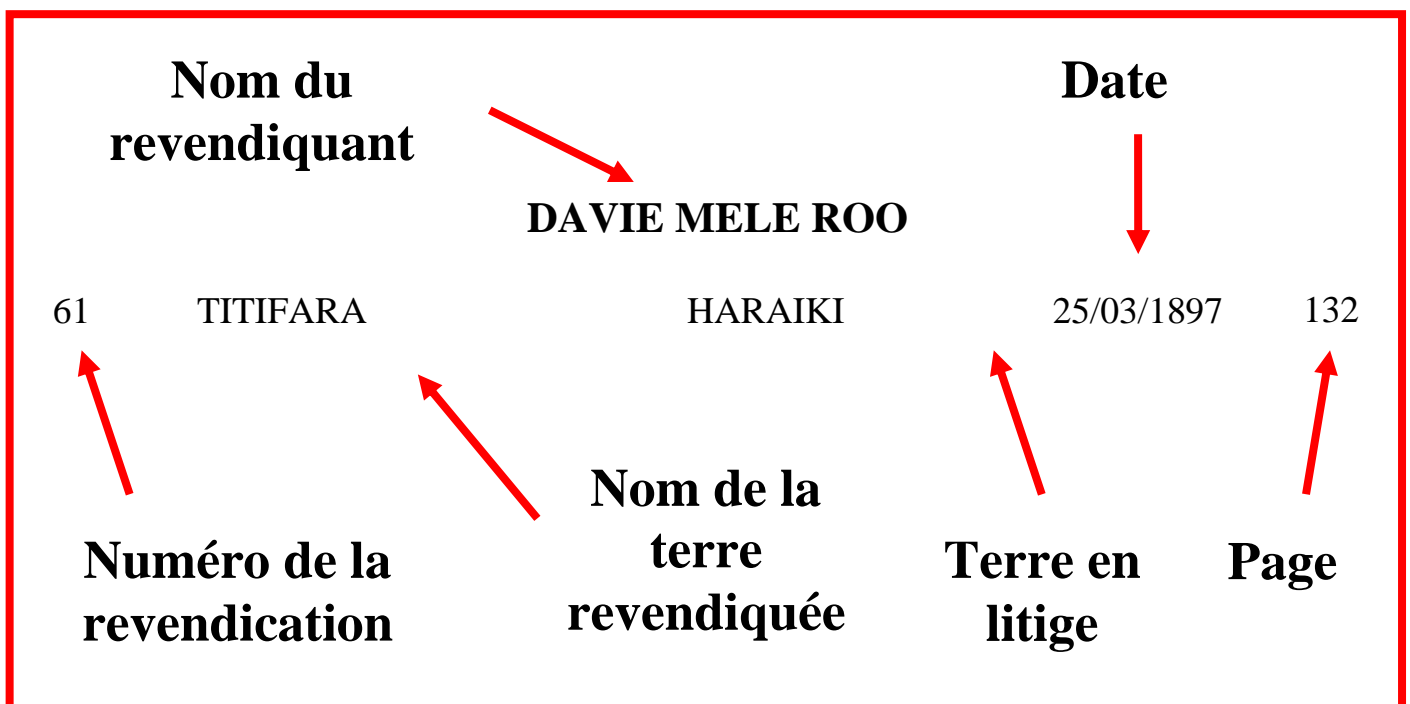 Nom du
revendiquant
Date
DAVIE MELE ROO
61 TITIFARA HARAIKI 25/03/1897 132
Numéro de la
revendication
Nom de la
terre
revendiquée
Terre en
litige
Page